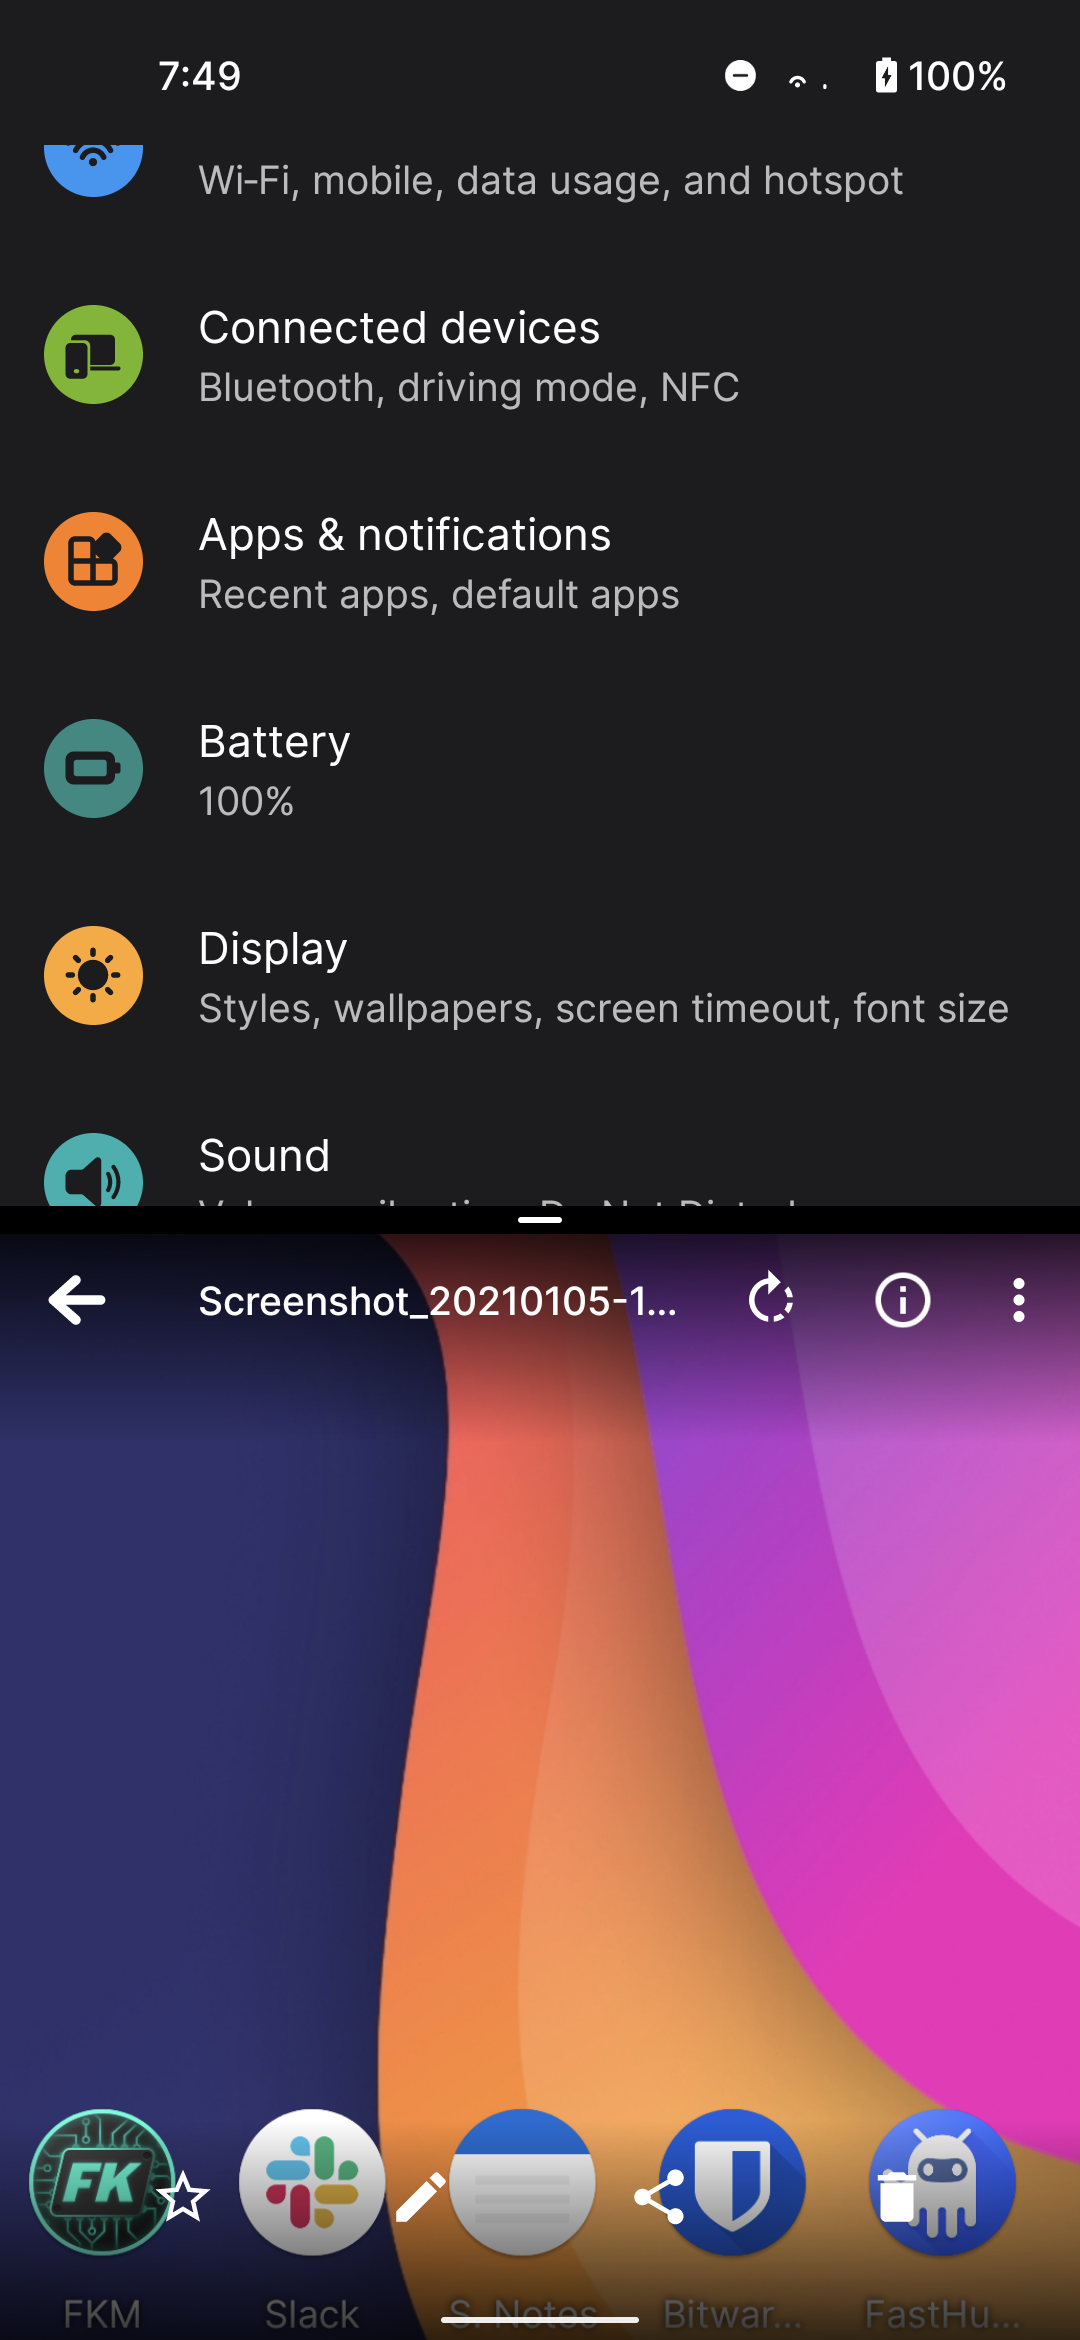 7:49
100%
Wi-Fi, mobile, data usage, and hotspot
Connected devices
Bluetooth, driving mode, NFC
Apps & notifications
Recent apps, default apps
Battery
100%
Display
Styles, wallpapers, screen timeout, font size
Sound
Screenshot_20210105-1...
FK
FKM
Slack
S. Notes
Bitwar...
FastHu...